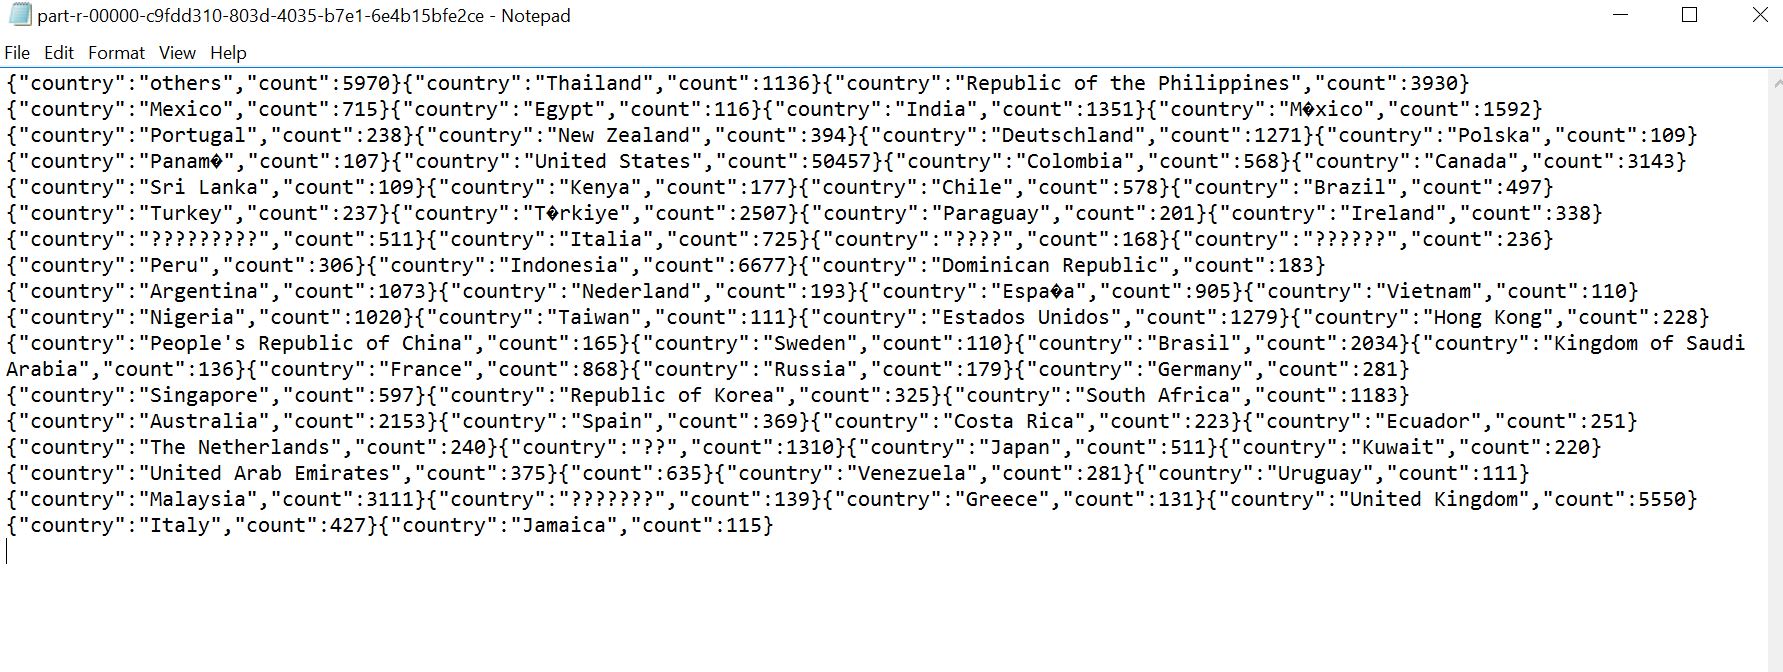 part-r-00000-c9fdd310-803d-4035-b7e1-6e4b15bfe2ce - Notepad
File Edit Format View Help
{"country":"others","count":5970}{"country":"Thailand","count":1136}{"country":"Republic of the Philippines","count":3930}
{"country":"Mexico","count":715}{"country":"Egypt","count":116}{"country":"India","count":1351}{"country":"M�xico","count":1592}
{"country":"Portugal","count":238}{"country":"New Zealand","count":394}{"country":"Deutschland","count":1271}{"country":"Polska","count":109}
{"country":"Panam�","count":107}{"country":"United States","count":50457}{"country":"Colombia","count":568}{"country":"Canada","count":3143}
{"country":"Sri Lanka","count":109}{"country":"Kenya","count":177}{"country":"Chile","count":578}{"country":"Brazil","count":497}
{"country":"Turkey","count":237}{"country":"T�rkiye","count":2507}{"country":"Paraguay","count":201}{"country":"Ireland","count":338}
{"country":"?????????","count":511}{"country":"Italia","count":725}{"country":"????","count":168}{"country":"??????","count":236}
{"country":"Peru","count":306}{"country":"Indonesia","count":6677}{"country":"Dominican Republic","count":183}
{"country":"Argentina","count":1073}{"country":"Nederland","count":193}{"country":"Espa�a","count":905}{"country":"Vietnam","count":110}
{"country":"Nigeria","count":1020}{"country":"Taiwan","count":111}{"country":"Estados Unidos","count":1279}{"country":"Hong Kong","count":228}
{"country":"People's Republic of China","count":165}{"country":"Sweden","count":110}{"country":"Brasil","count":2034}{"country":"Kingdom of Saudi
Arabia","count":136}{"country":"France","count":868}{"country":"Russia","count":179}{"country":"Germany","count":281}
{"country":"Singapore","count":597}{"country":"Republic of Korea","count":325}{"country":"South Africa","count":1183}
{"country":"Australia","count":2153}{"country":"Spain","count":369}{"country":"Costa Rica","count":223}{"country":"Ecuador","count":251}
{"country":"The Netherlands","count":240}{"country":"??","count":1310}{"country":"Japan","count":511}{"country":"Kuwait","count":220}
{"country":"United Arab Emirates","count":375}{"count":635}{"country":"Venezuela","count":281}{"country":"Uruguay","count":111}
{"country":"Malaysia","count":3111}{"country":"???????","count":139}{"country":"Greece","count":131}{"country":"United Kingdom","count":5550}
{"country":"Italy","count":427}{"country":"Jamaica","count":115}